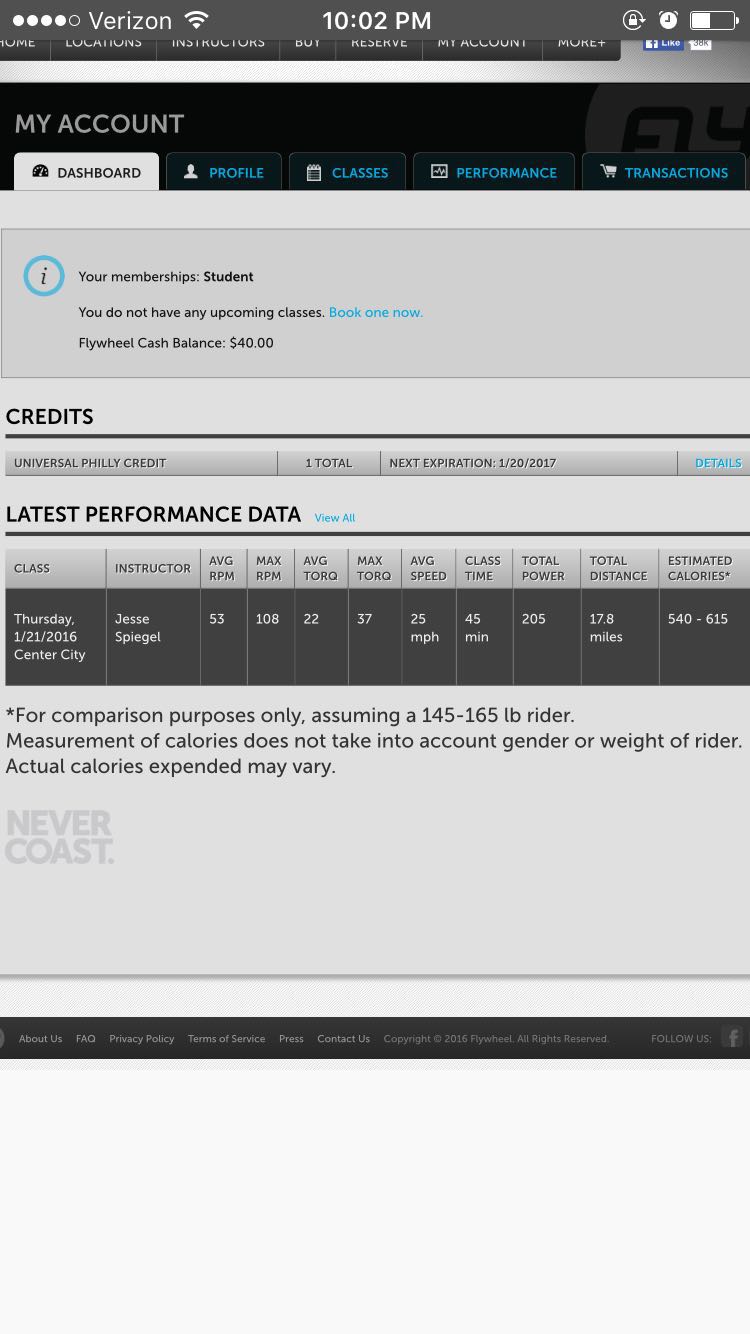 Verizon 10:02 PM
HOME LOCATIONS INSTRUCTORS BUY RESERVE MY ACCOUNT MORE+ Like 38k
MY ACCOUNT
DASHBOARD PROFILE CLASSES PERFORMANCE TRANSACTIONS
Your memberships: Student
You do not have any upcoming classes. Book one now.
Flywheel Cash Balance: $40.00
CREDITS
UNIVERSAL PHILLY CREDIT 1 TOTAL NEXT EXPIRATION: 1/20/2017 DETAILS
LATEST PERFORMANCE DATA View All
CLASS INSTRUCTOR AVG RPM MAX RPM AVG TORQ MAX TORQ AVG SPEED CLASS TIME TOTAL POWER TOTAL DISTANCE ESTIMATED CALORIES*
Thursday, 1/21/2016 Center City Jesse Spiegel 53 108 22 37 25 mph 45 min 205 17.8 miles 540 - 615
*For comparison purposes only, assuming a 145-165 lb rider.
Measurement of calories does not take into account gender or weight of rider.
Actual calories expended may vary.
NEVER
COAST.
About Us FAQ Privacy Policy Terms of Service Press Contact Us Copyright © 2016 Flywheel. All Rights Reserved. FOLLOW US: